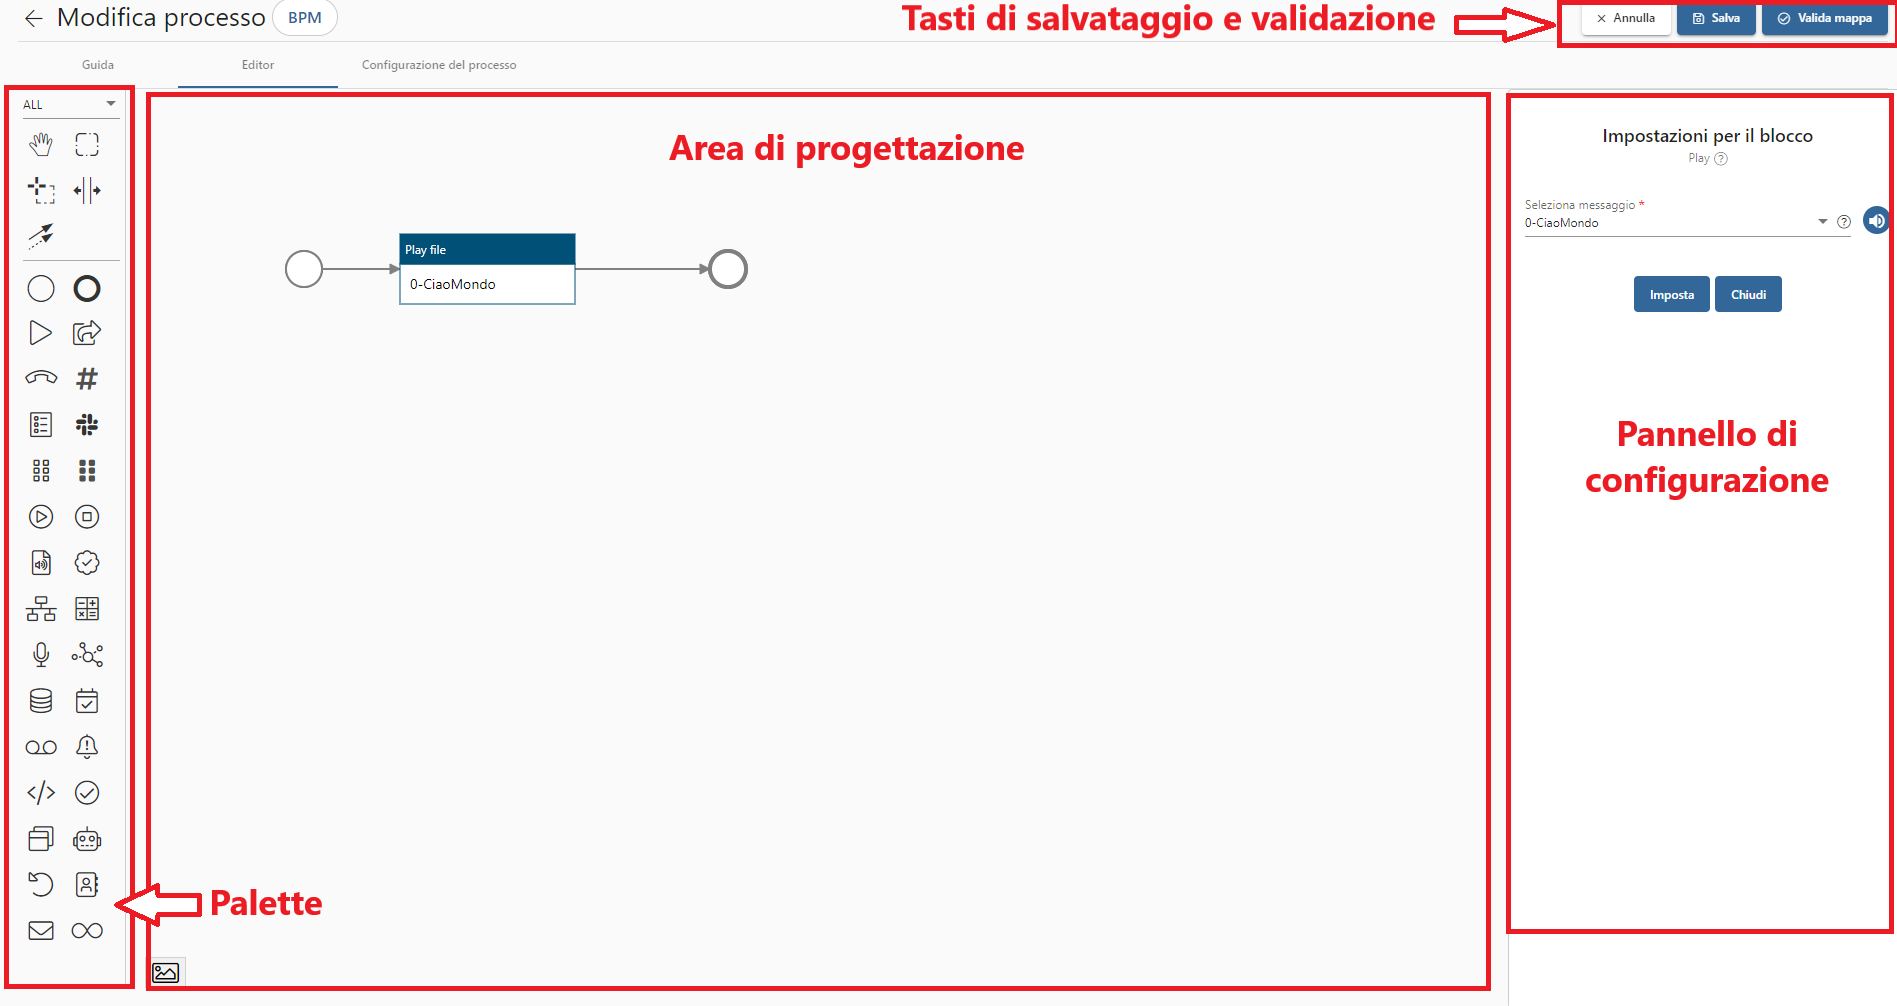 Modifica processo
BPM
Tasti di salvataggio e validazione
Annulla
Salva
Valida mappa
Guida
Editor
Configurazione del processo
ALL
Area di progettazione
Play file
0-CiaoMondo
Impostazioni per il blocco
Play
Seleziona messaggio *
0-CiaoMondo
Imposta
Chiudi
Pannello di
configurazione
Palette